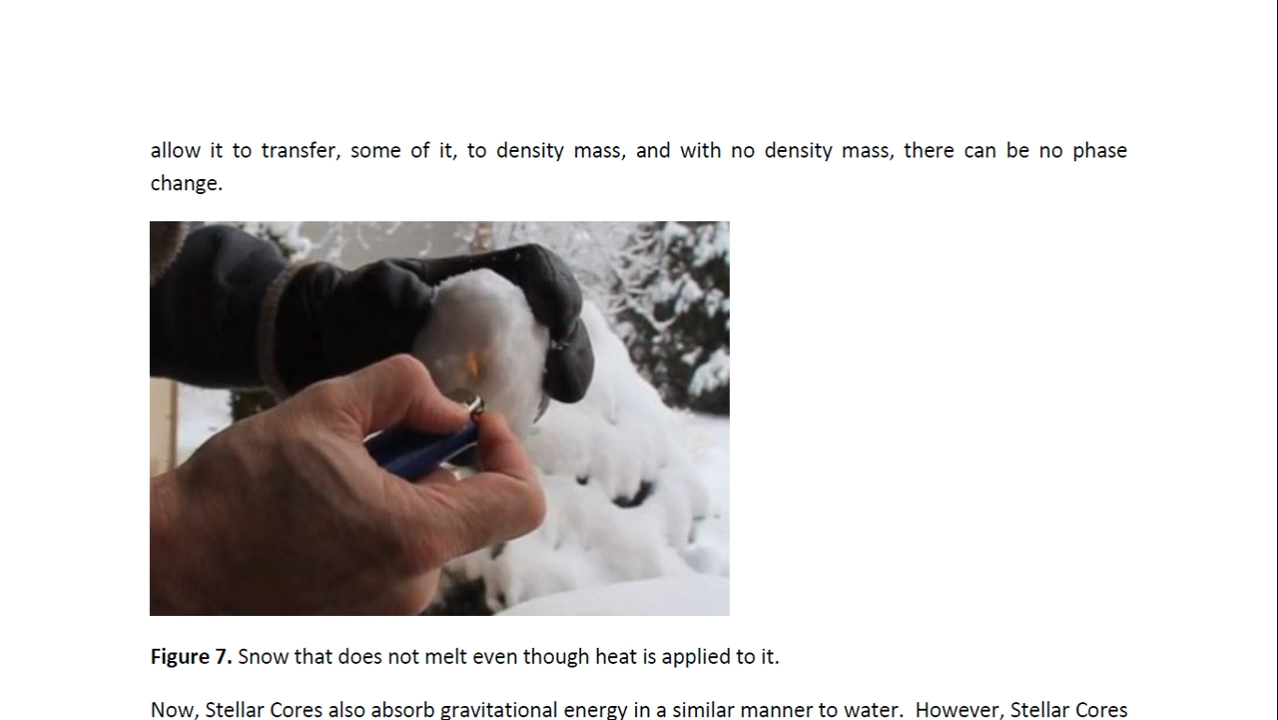 allow it to transfer, some of it, to density mass, and with no density mass, there can be no phase
change.
Figure 7. Snow that does not melt even though heat is applied to it.
Now, Stellar Cores also absorb gravitational energy in a similar manner to water. However, Stellar Cores